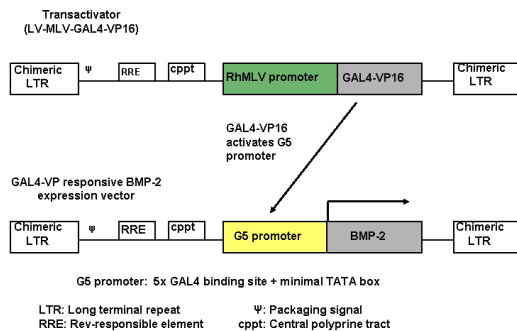 Transactivator
(LV-MLV-GAL4-VP16)
Chimeric
LTR
Ψ
RRE
cppt
RhMLV promoter
GAL4-VP16
Chimeric
LTR
GAL4-VP16
activates G5
promoter
GAL4-VP responsive BMP-2
expression vector
Chimeric
LTR
Ψ
RRE
cppt
G5 promoter
BMP-2
Chimeric
LTR
G5 promoter: 5x GAL4 binding site + minimal TATA box
LTR: Long terminal repeat
Ψ: Packaging signal
RRE: Rev-responsible element
cppt: Central polyprine tract